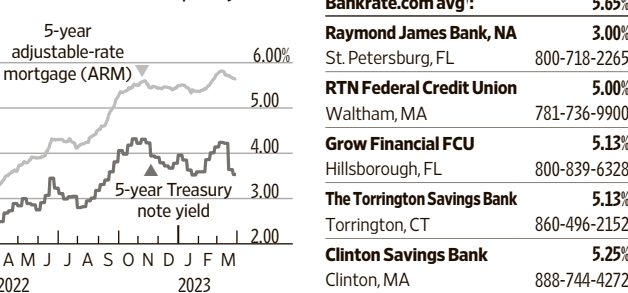 5-year
adjustable-rate
mortgage (ARM)
6.00%
5.00
4.00
3.00
2.00
5-year Treasury
note yield
A M J J A S O N D J F M
2022 2023
Bankrate.com avg†: 5.65%
Raymond James Bank, NA 3.00%
St. Petersburg, FL 800-718-2265
RTN Federal Credit Union 5.00%
Waltham, MA 781-736-9900
Grow Financial FCU 5.13%
Hillsborough, FL 800-839-6328
The Torrington Savings Bank 5.13%
Torrington, CT 860-496-2152
Clinton Savings Bank 5.25%
Clinton, MA 888-744-4272